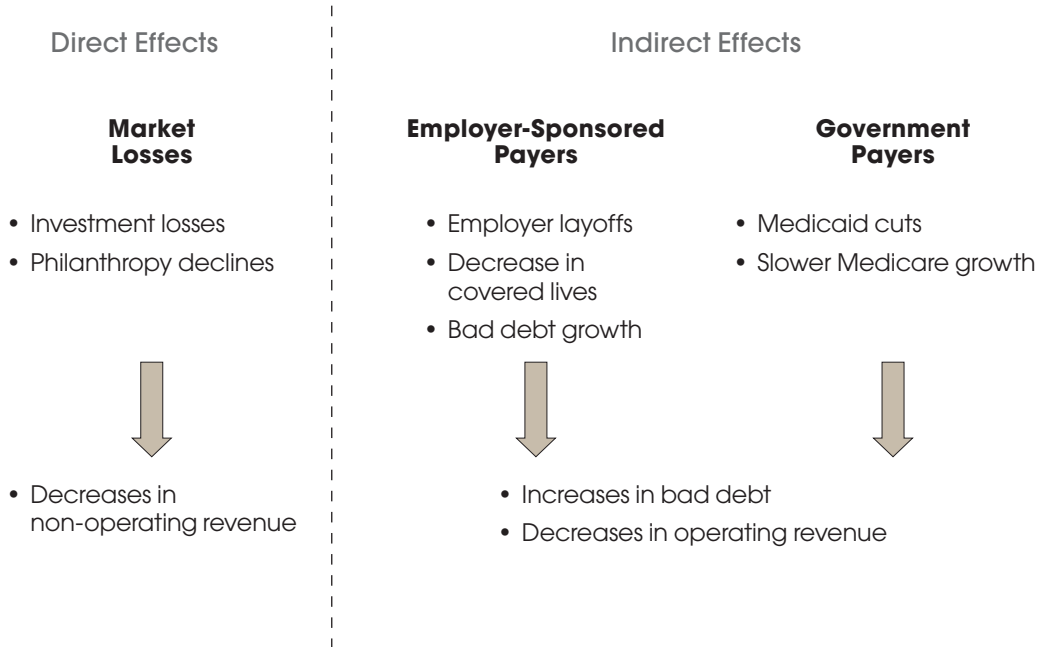 Direct Effects
Indirect Effects
Market
Losses
• Investment losses
• Philanthropy declines
• Decreases in
non-operating revenue
Employer-Sponsored
Payers
• Employer layoffs
• Decrease in
covered lives
• Bad debt growth
Government
Payers
• Medicaid cuts
• Slower Medicare growth
• Increases in bad debt
• Decreases in operating revenue